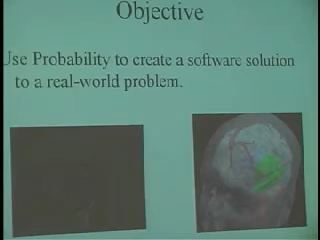 Objective
Use Probability to create a software solution
to a real-world problem.